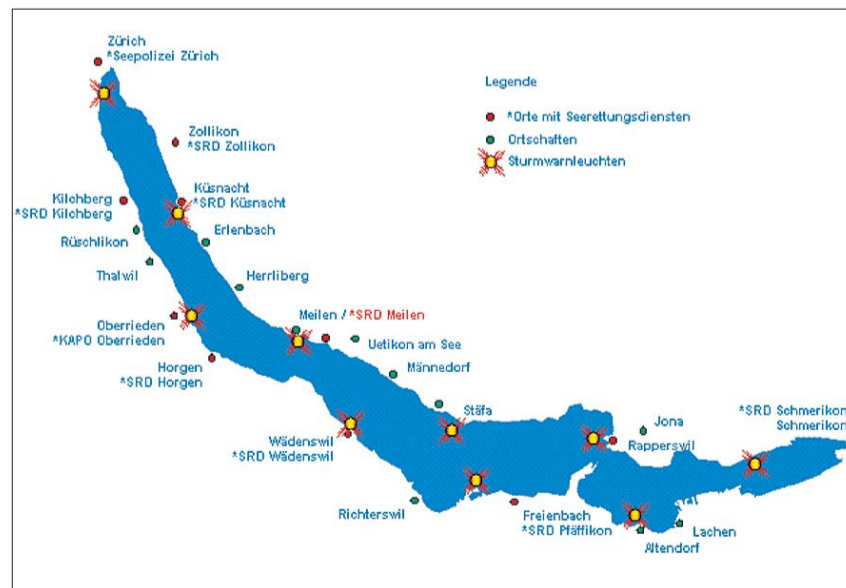 Zürich
*Seepolizei Zürich
Legende
*Orte mit Seerettungsdiensten
Ortschaften
Sturmwarnleuchten
Zollikon
*SRD Zollikon
Küsnacht
*SRD Küsnacht
Kilchberg
*SRD Kilchberg
Rüschlikon
Erlenbach
Thalwil
Herrliberg
Oberrieden
*KAPO Oberrieden
Meilen / *SRD Meilen
Uetikon am See
Horgen
*SRD Horgen
Männedorf
Stäfa
*SRD Schmerikon
Schmerikon
Jona
Rapperswil
Wädenswil
*SRD Wädenswil
Richterswil
Freienbach
*SRD Pfäffikon
Lachen
Altendorf